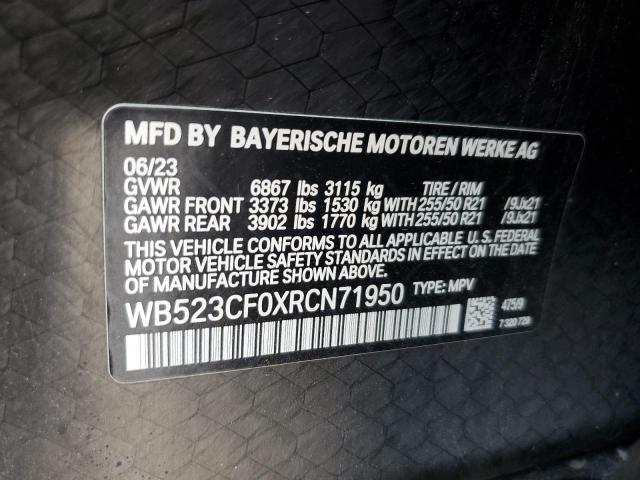 MFD BY BAYERISCHE MOTOREN WERKE AG
06/23
GVWR 6867 lbs 3115 kg TIRE / RIM
GAWR FRONT 3373 lbs 1530 kg WITH 255/50 R21 /9Jx21
GAWR REAR 3902 lbs 1770 kg WITH 255/50 R21 /9Jx21
THIS VEHICLE CONFORMS TO ALL APPLICABLE U.S. FEDERAL
MOTOR VEHICLE SAFETY STANDARDS IN EFFECT ON THE
DATE OF MANUFACTURE SHOWN ABOVE.
WB523CF0XRCN71950 TYPE: MPV